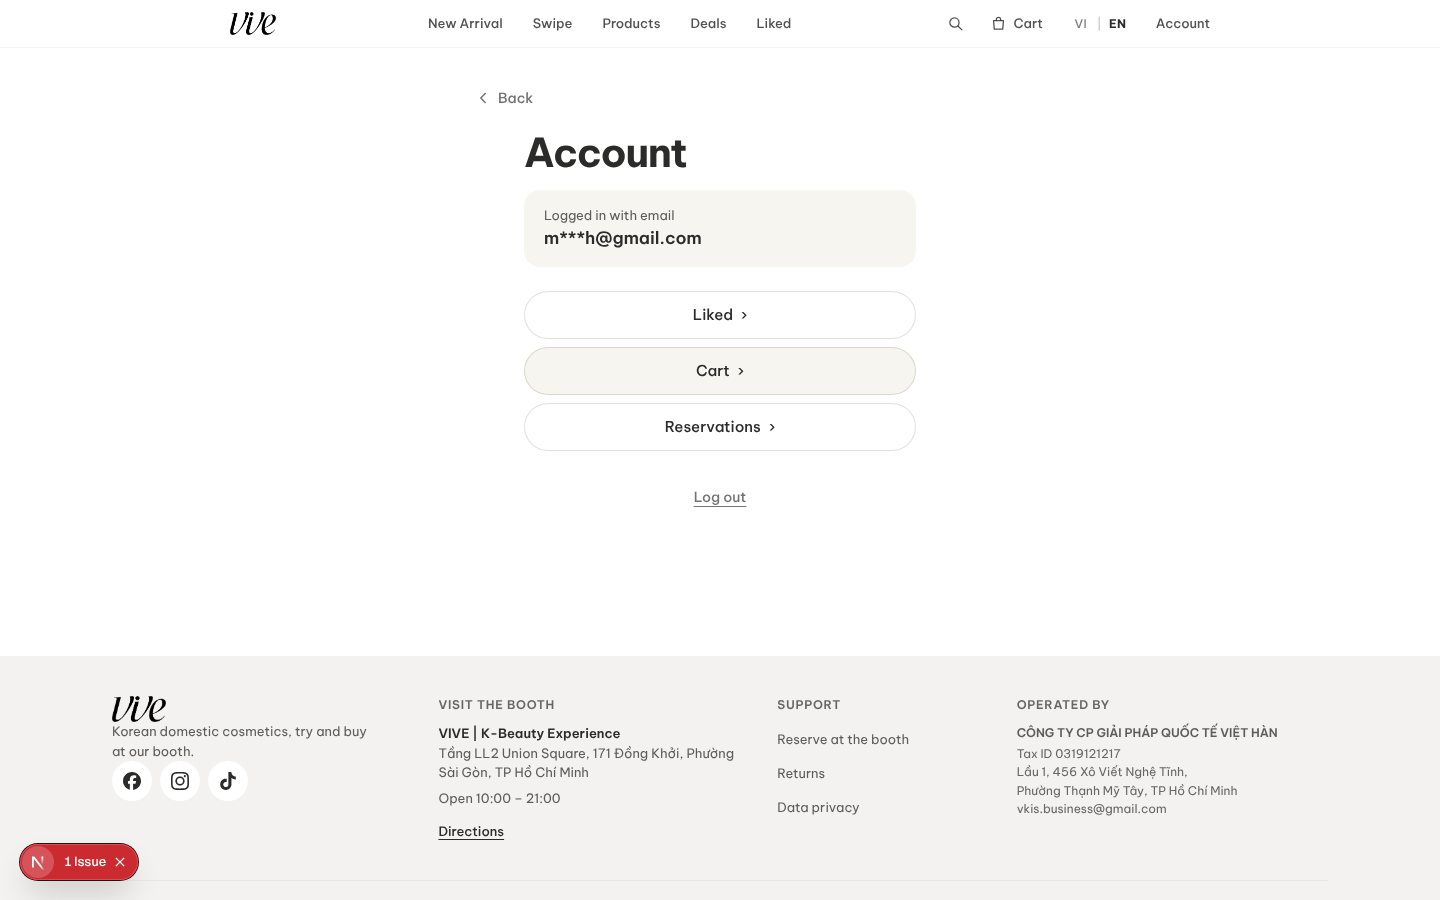 ViVe
New Arrival
Swipe
Products
Deals
Liked
Cart
VI | EN
Account
Back
Account
Logged in with email
m***h@gmail.com
Liked
Cart
Reservations
Log out
ViVe
Korean domestic cosmetics, try and buy
at our booth.
VISIT THE BOOTH
VIVE | K-Beauty Experience
Tầng LL2 Union Square, 171 Đồng Khởi, Phường
Sài Gòn, TP Hồ Chí Minh
Open 10:00 – 21:00
Directions
SUPPORT
Reserve at the booth
Returns
Data privacy
OPERATED BY
CÔNG TY CP GIẢI PHÁP QUỐC TẾ VIỆT HÀN
Tax ID 0319121217
Lầu 1, 456 Xô Viết Nghệ Tĩnh,
Phường Thạnh Mỹ Tây, TP Hồ Chí Minh
vkis.business@gmail.com
N
1 Issue